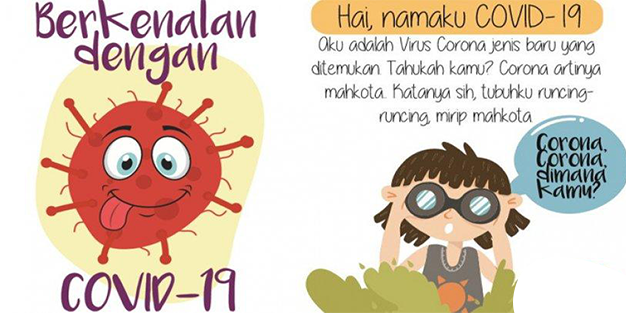 Berkenalan
dengan
COVID-19
Hai, namaku COVID-19
Aku adalah Virus Corona jenis baru yang
ditemukan. Tahukah kamu? Corona artinya
mahkota. Katanya sih, tubuhku runcing-
runcing, mirip mahkota
Corona,
Corona,
dimana
kamu?